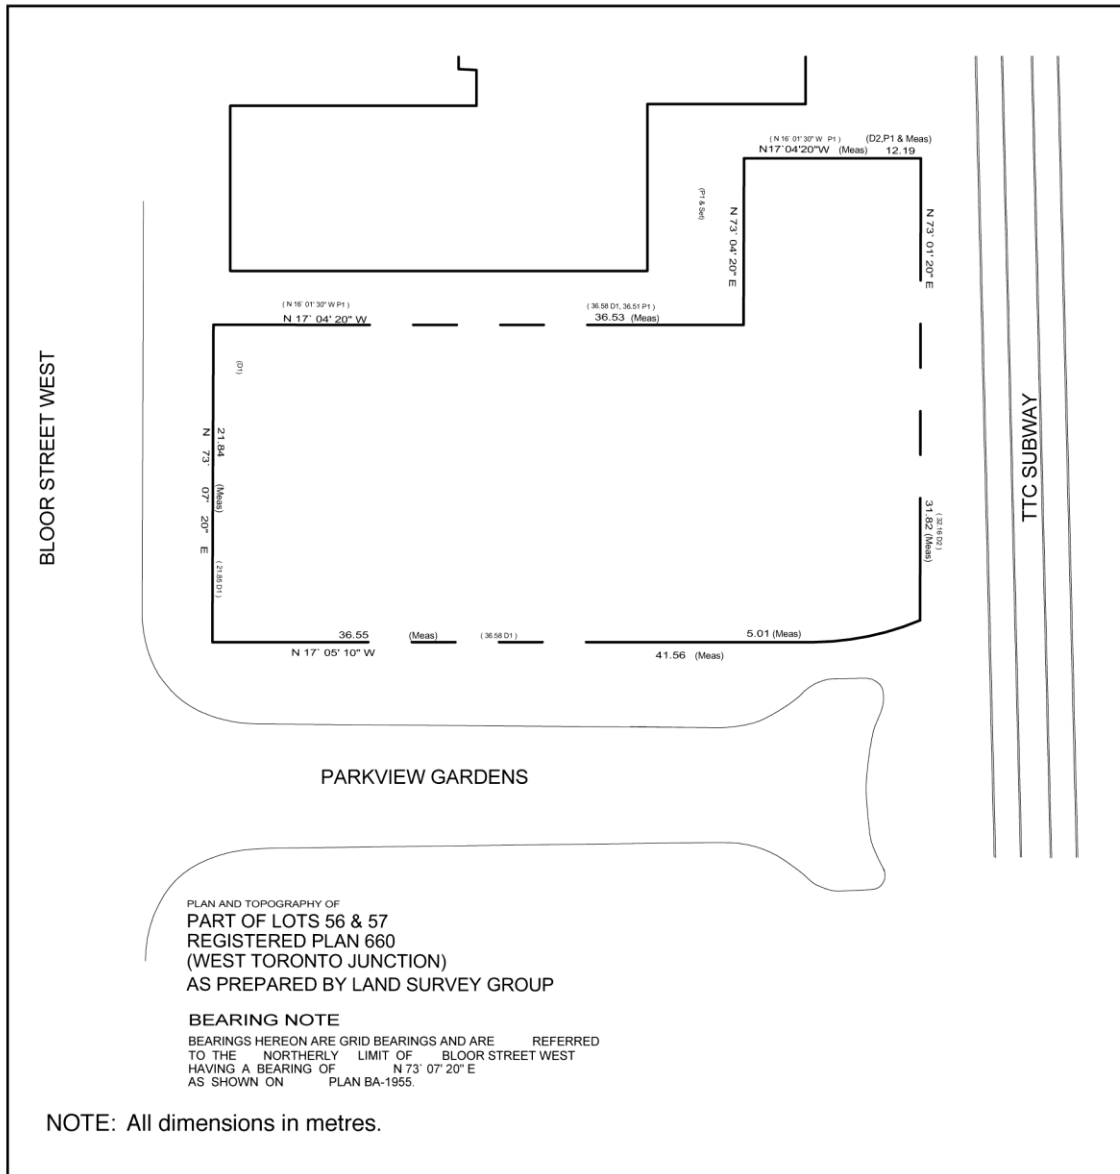 ( N 16' 01' 30" W P1 ) (D2,P1 & Meas)
N17`04'20"W (Meas) 12.19
(P1 & Set)
N 73` 04' 20" E
N 73` 01' 20" E
( N 16' 01' 30" W P1 )
N 17` 04' 20" W
( 36.58 D1, 36.51 P1 )
36.53 (Meas)
(D1)
BLOOR STREET WEST
21.84 (Meas)
N 73` 07' 20" E
( 21.85 D1 )
TTC SUBWAY
31.82 (Meas)
( 32.16 D2 )
36.55 (Meas) ( 36.58 D1 )
5.01 (Meas)
N 17` 05' 10" W
41.56 (Meas)
PARKVIEW GARDENS
PLAN AND TOPOGRAPHY OF
PART OF LOTS 56 & 57
REGISTERED PLAN 660
(WEST TORONTO JUNCTION)
AS PREPARED BY LAND SURVEY GROUP
BEARING NOTE
BEARINGS HEREON ARE GRID BEARINGS AND ARE REFERRED
TO THE NORTHERLY LIMIT OF BLOOR STREET WEST
HAVING A BEARING OF N 73` 07' 20" E
AS SHOWN ON PLAN BA-1955.
NOTE: All dimensions in metres.